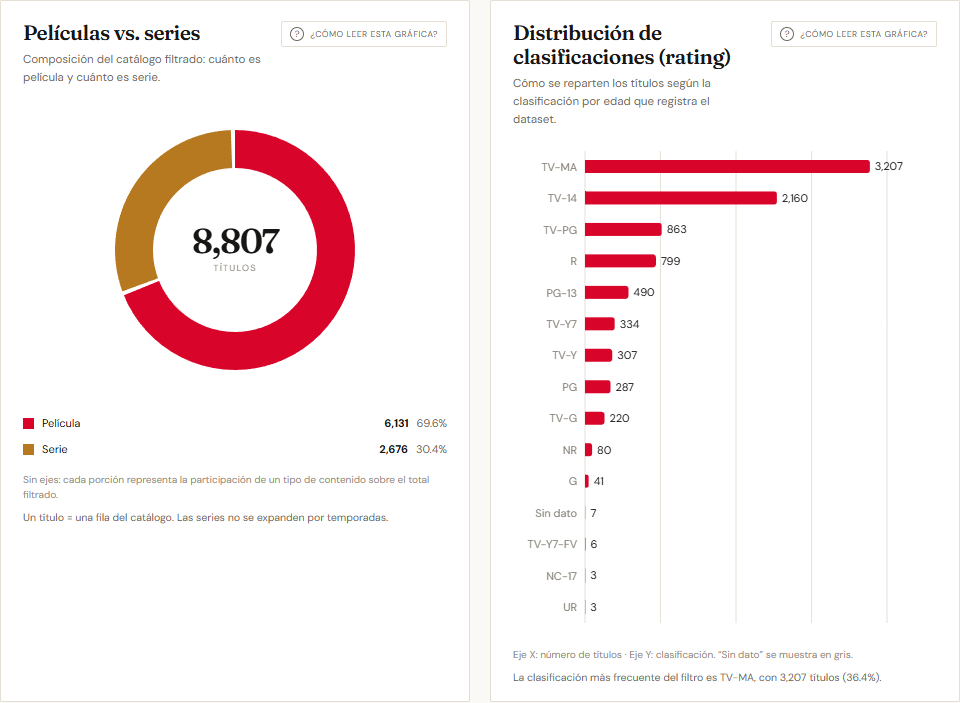 Películas vs. series
? ¿CÓMO LEER ESTA GRÁFICA?
Composición del catálogo filtrado: cuánto es
película y cuánto es serie.
8,807
TÍTULOS
Película 6,131 69.6%
Serie 2,676 30.4%
Sin ejes: cada porción representa la participación de un tipo de contenido sobre el total
filtrado.
Un título = una fila del catálogo. Las series no se expanden por temporadas.
Distribución de
clasificaciones (rating)
? ¿CÓMO LEER ESTA GRÁFICA?
Cómo se reparten los títulos según la
clasificación por edad que registra el
dataset.
TV-MA 3,207
TV-14 2,160
TV-PG 863
R 799
PG-13 490
TV-Y7 334
TV-Y 307
PG 287
TV-G 220
NR 80
G 41
Sin dato 7
TV-Y7-FV 6
NC-17 3
UR 3
Eje X: número de títulos · Eje Y: clasificación. “Sin dato” se muestra en gris.
La clasificación más frecuente del filtro es TV-MA, con 3,207 títulos (36.4%).